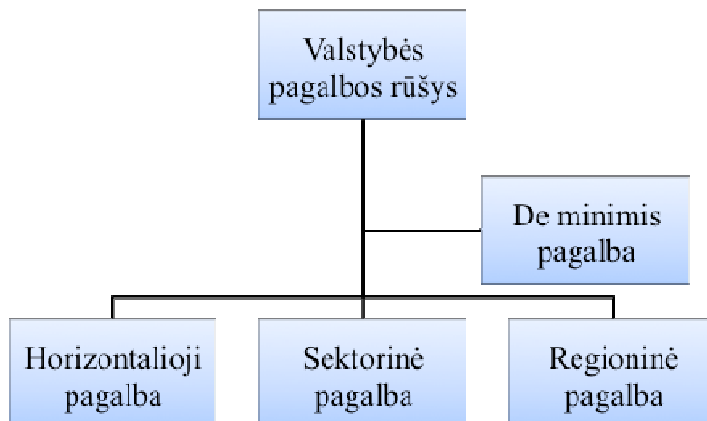 Valstybės
pagalbos rūšys
De minimis
pagalba
Horizontalioji
pagalba
Sektorinė
pagalba
Regioninė
pagalba